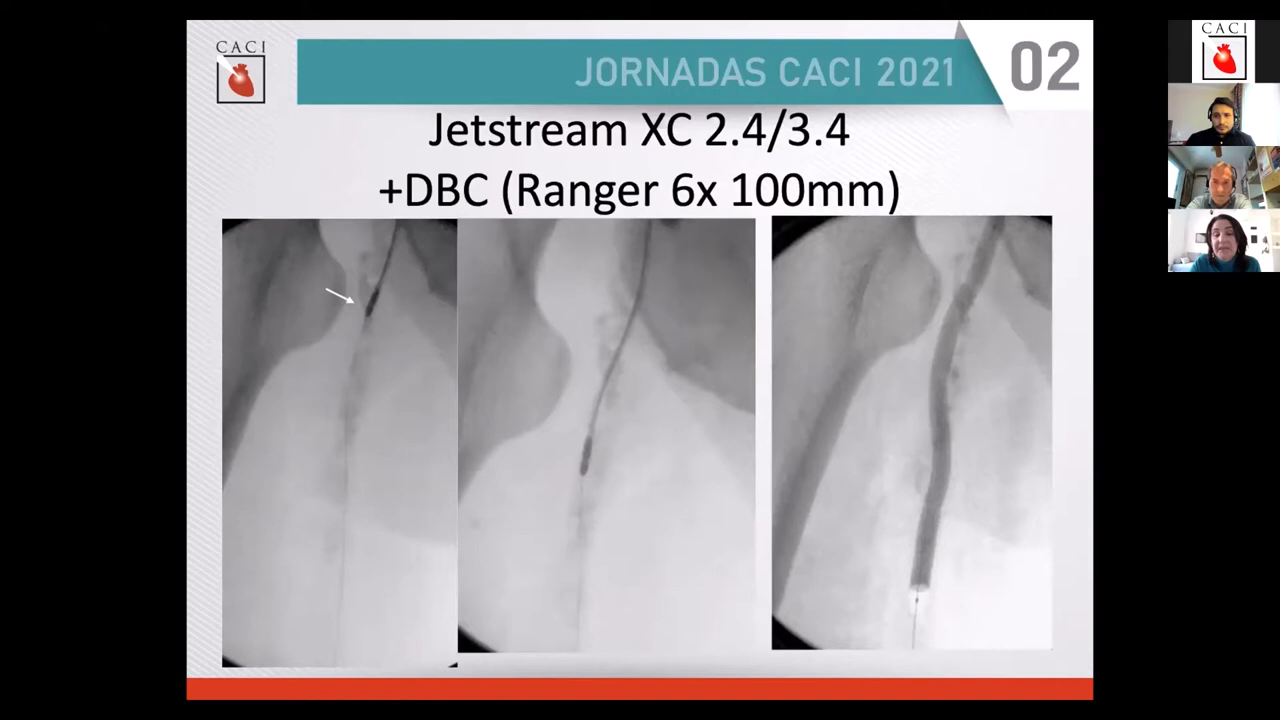 CACI
JORNADAS CACI 2021
02
Jetstream XC 2.4/3.4
+DBC (Ranger 6x 100mm)
CACI